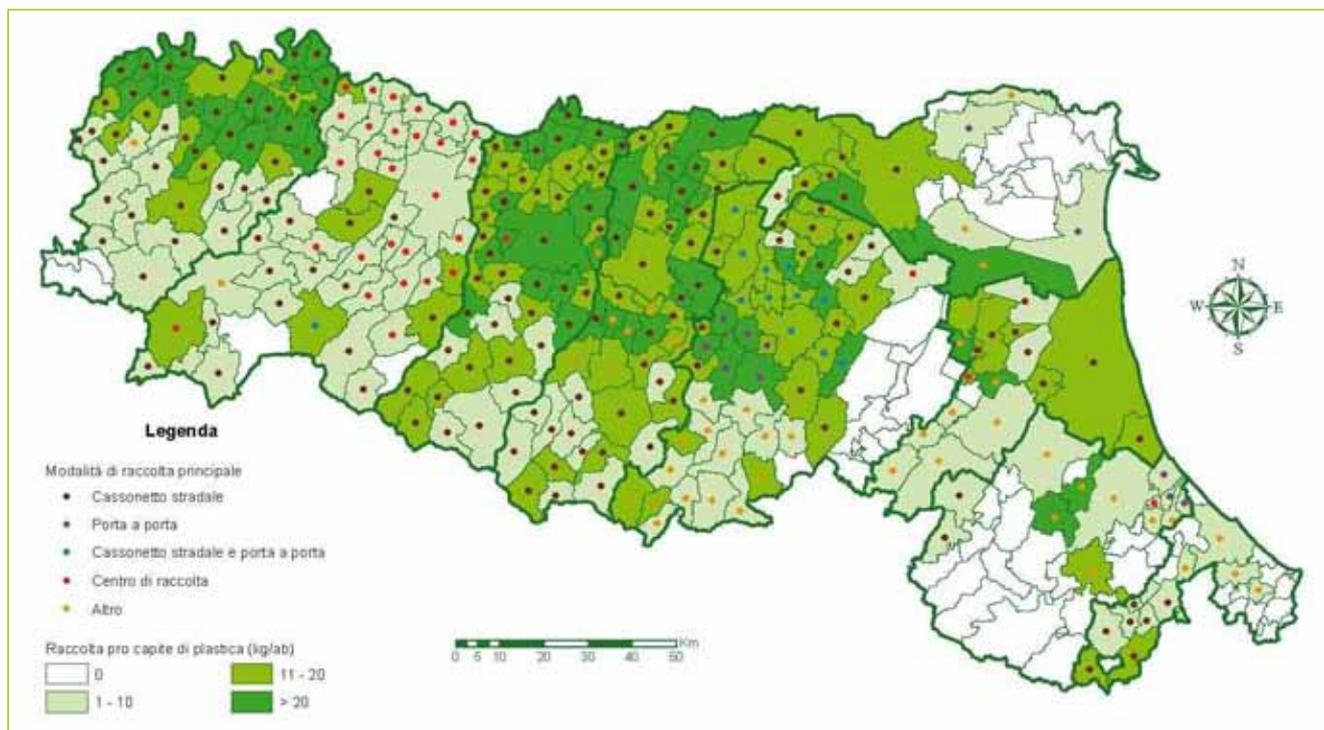 N
W E
S
Legenda
Modalità di raccolta principale
Cassonetto stradale
Porta a porta
Cassonetto stradale e porta a porta
Centro di raccolta
Altro
Raccolta pro capite di plastica (kg/ab)
0 11 - 20
1 - 10 > 20
Km
0 5 10 20 30 40 50